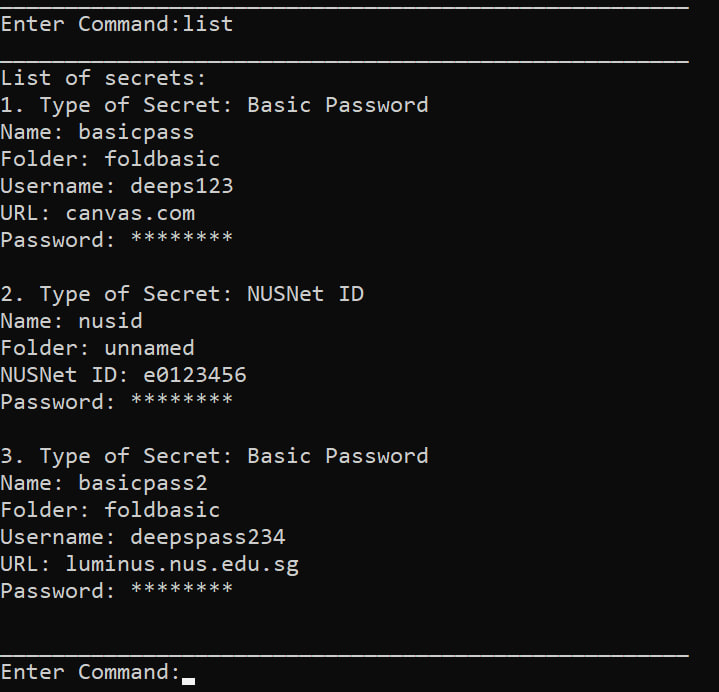 Enter Command:list
List of secrets:
1. Type of Secret: Basic Password
Name: basicpass
Folder: foldbasic
Username: deeps123
URL: canvas.com
Password: ********
2. Type of Secret: NUSNet ID
Name: nusid
Folder: unnamed
NUSNet ID: e0123456
Password: ********
3. Type of Secret: Basic Password
Name: basicpass2
Folder: foldbasic
Username: deepspass234
URL: luminus.nus.edu.sg
Password: ********
Enter Command: